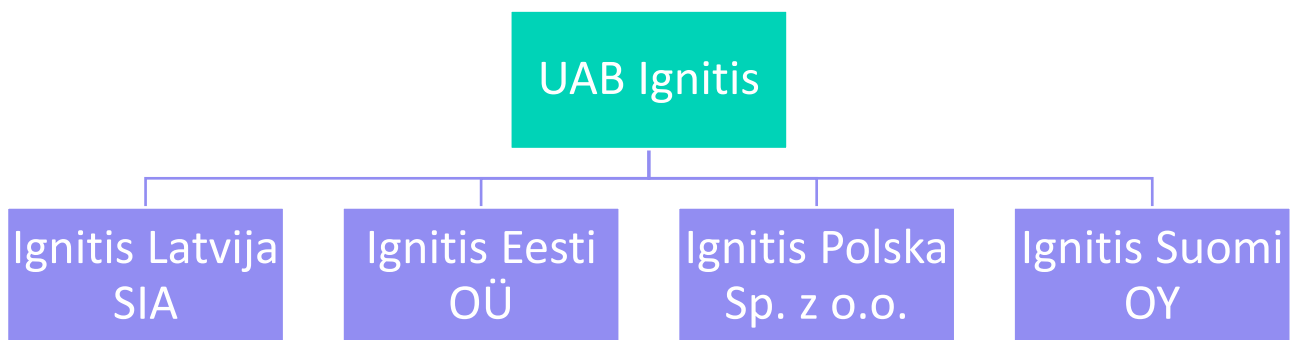 UAB Ignitis
Ignitis Latvija
SIA
Ignitis Eesti
OÜ
Ignitis Polska
Sp. z o.o.
Ignitis Suomi
OY